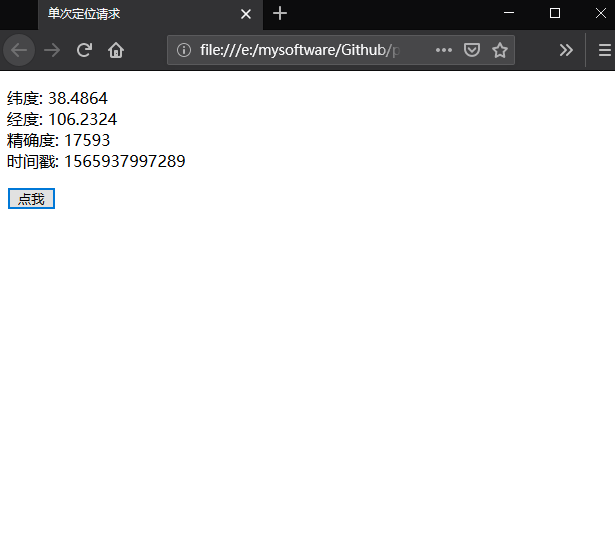 单次定位请求
file:///e:/mysoftware/Github/p
纬度: 38.4864
经度: 106.2324
精确度: 17593
时间戳: 1565937997289
点我